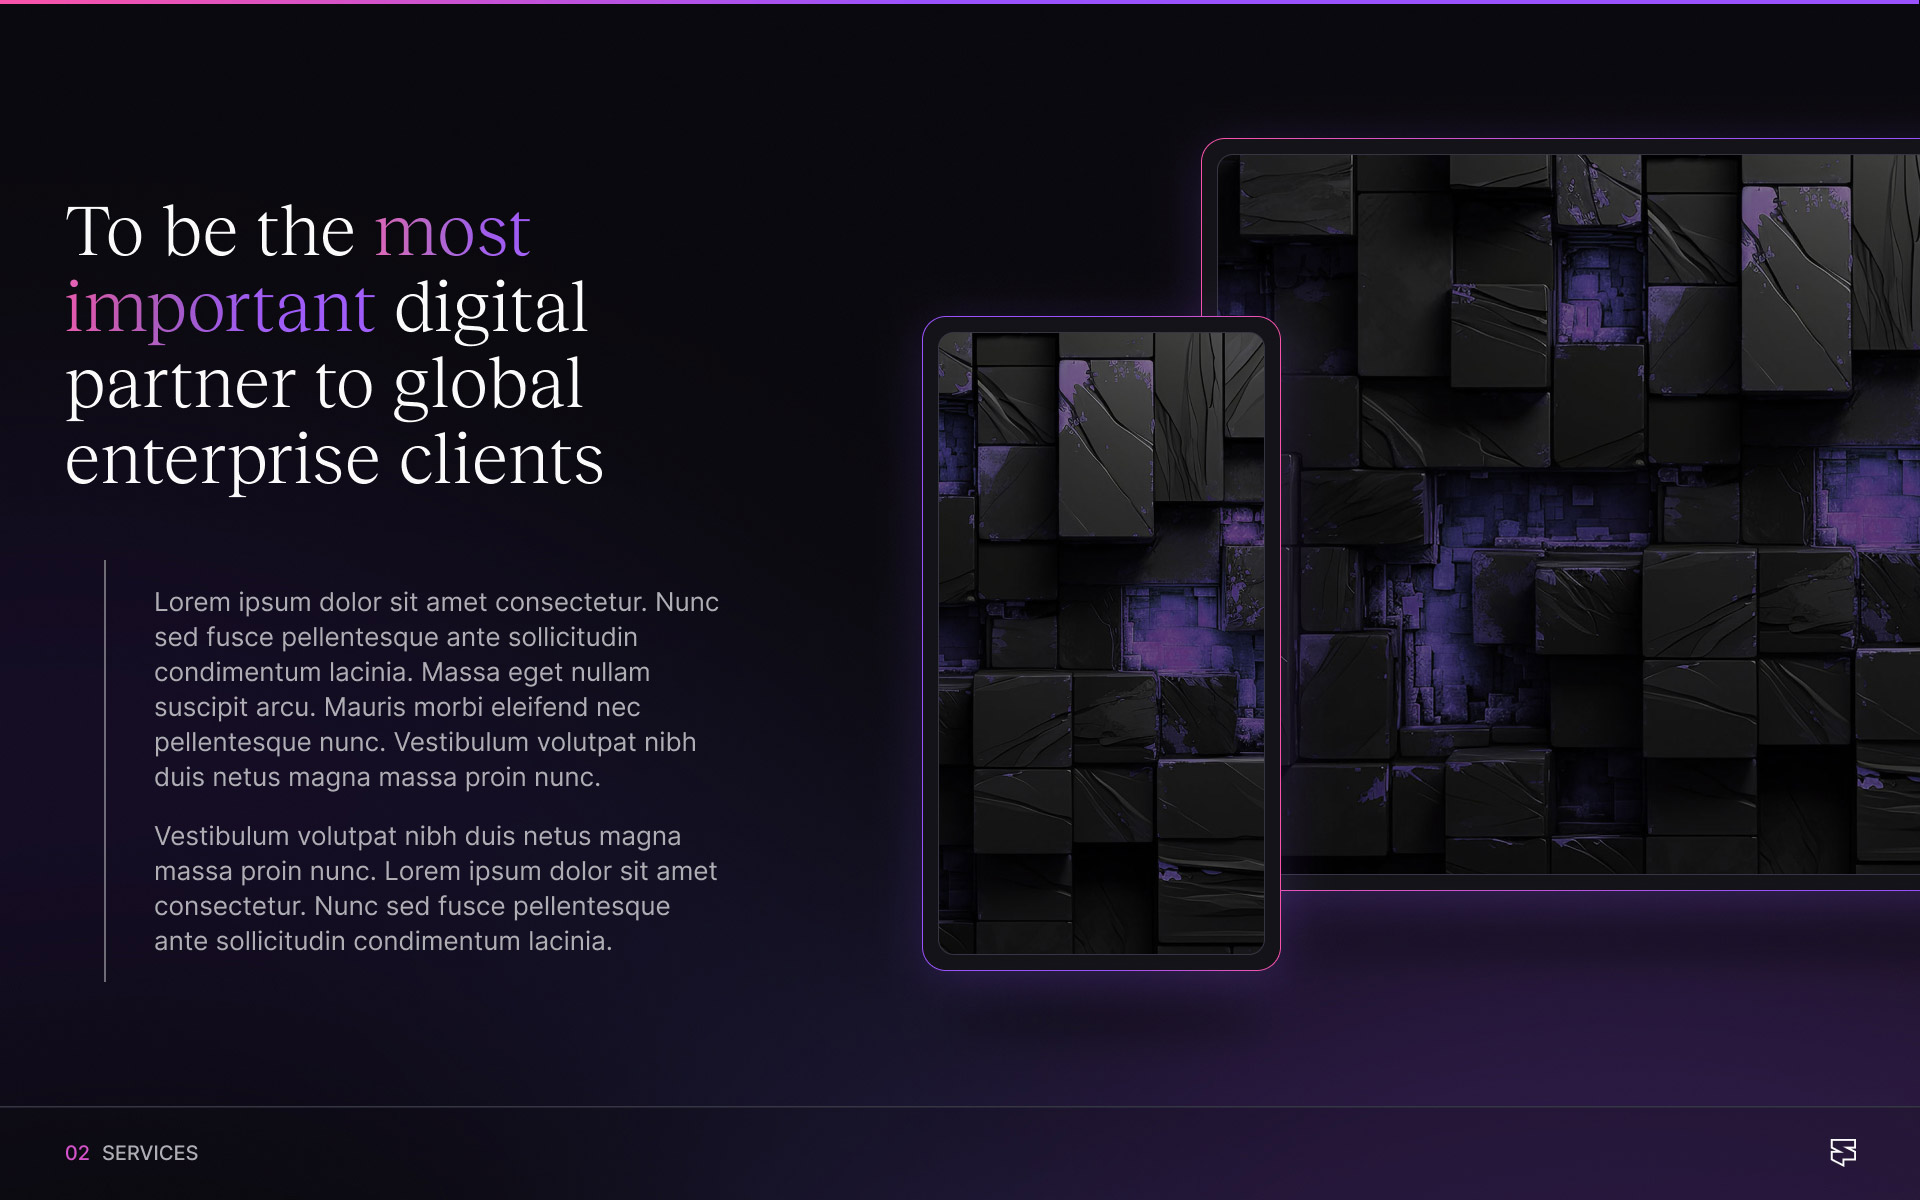 To be the most
important digital
partner to global
enterprise clients
Lorem ipsum dolor sit amet consectetur. Nunc
sed fusce pellentesque ante sollicitudin
condimentum lacinia. Massa eget nullam
suscipit arcu. Mauris morbi eleifend nec
pellentesque nunc. Vestibulum volutpat nibh
duis netus magna massa proin nunc.
Vestibulum volutpat nibh duis netus magna
massa proin nunc. Lorem ipsum dolor sit amet
consectetur. Nunc sed fusce pellentesque
ante sollicitudin condimentum lacinia.
02 SERVICES